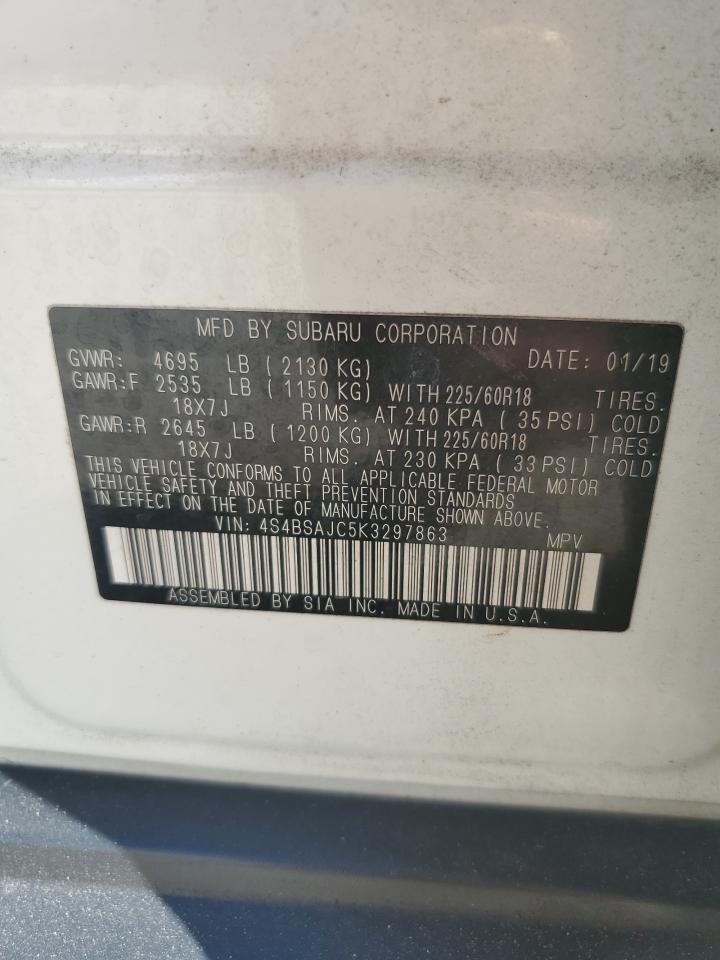 MFD BY SUBARU CORPORATION
GVWR: 4695 LB ( 2130 KG) DATE: 01/19
GAWR:F 2535 LB ( 1150 KG) WITH 225/60R18 TIRES.
18X7J RIMS. AT 240 KPA ( 35 PSI) COLD
GAWR:R 2645 LB ( 1200 KG) WITH 225/60R18 TIRES.
18X7J RIMS. AT 230 KPA ( 33 PSI) COLD
THIS VEHICLE CONFORMS TO ALL APPLICABLE FEDERAL MOTOR
VEHICLE SAFETY AND THEFT PREVENTION STANDARDS
IN EFFECT ON THE DATE OF MANUFACTURE SHOWN ABOVE.
VIN: 4S4BSAJC5K3297863 MPV
ASSEMBLED BY SIA INC. MADE IN U.S.A.